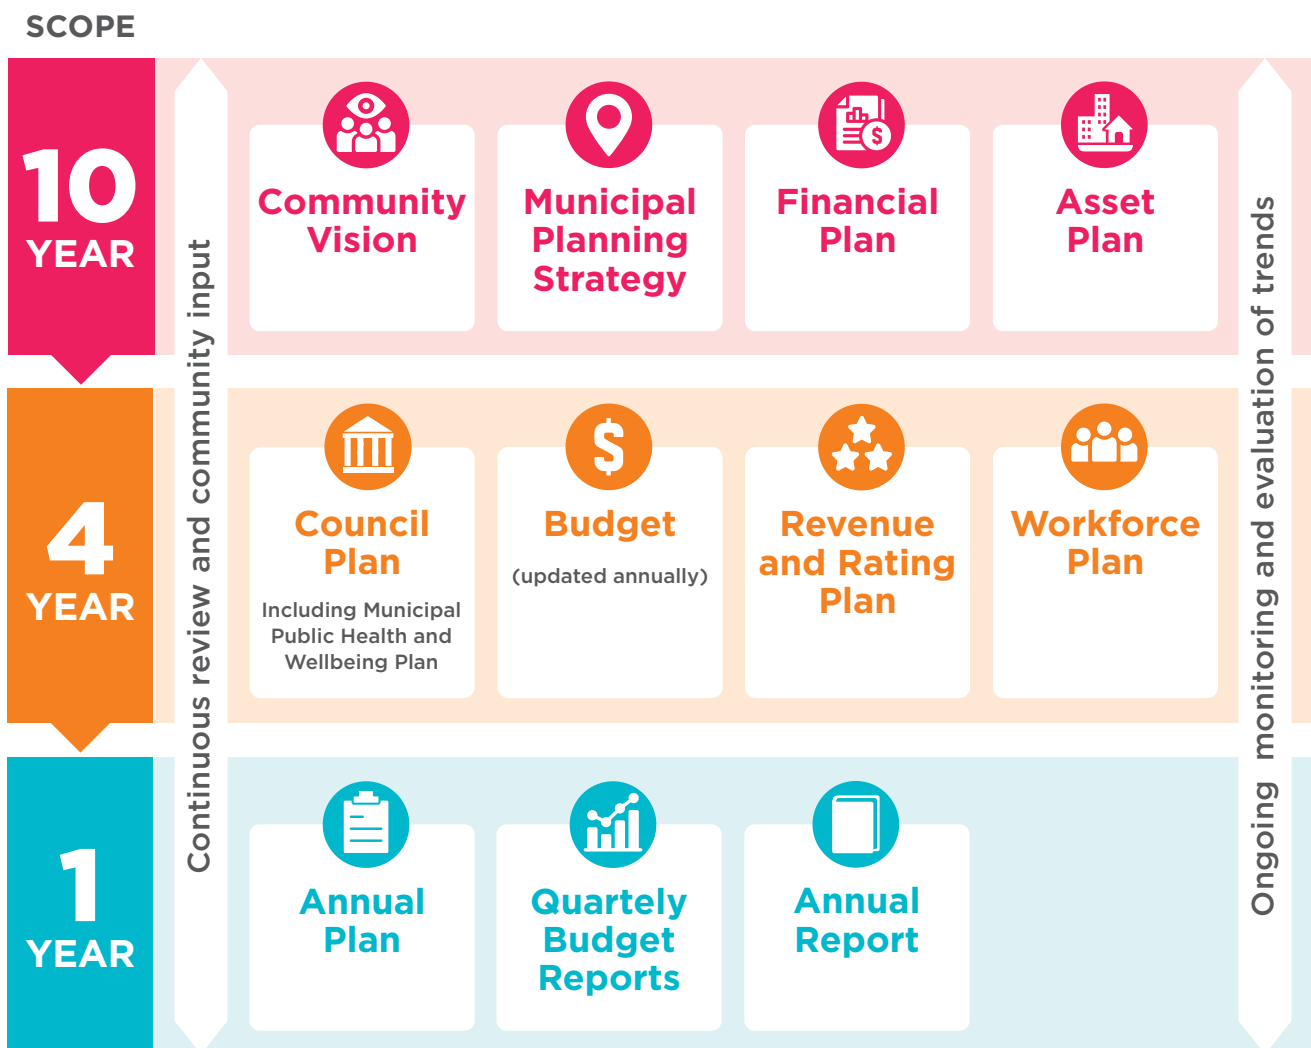 SCOPE
10
YEAR
Continuous review and community input
Community
Vision
Municipal
Planning
Strategy
Financial
Plan
Asset
Plan
Ongoing monitoring and evaluation of trends
4
YEAR
Council
Plan
Including Municipal
Public Health and
Wellbeing Plan
Budget
(updated annually)
Revenue
and Rating
Plan
Workforce
Plan
1
YEAR
Annual
Plan
Quartely
Budget
Reports
Annual
Report